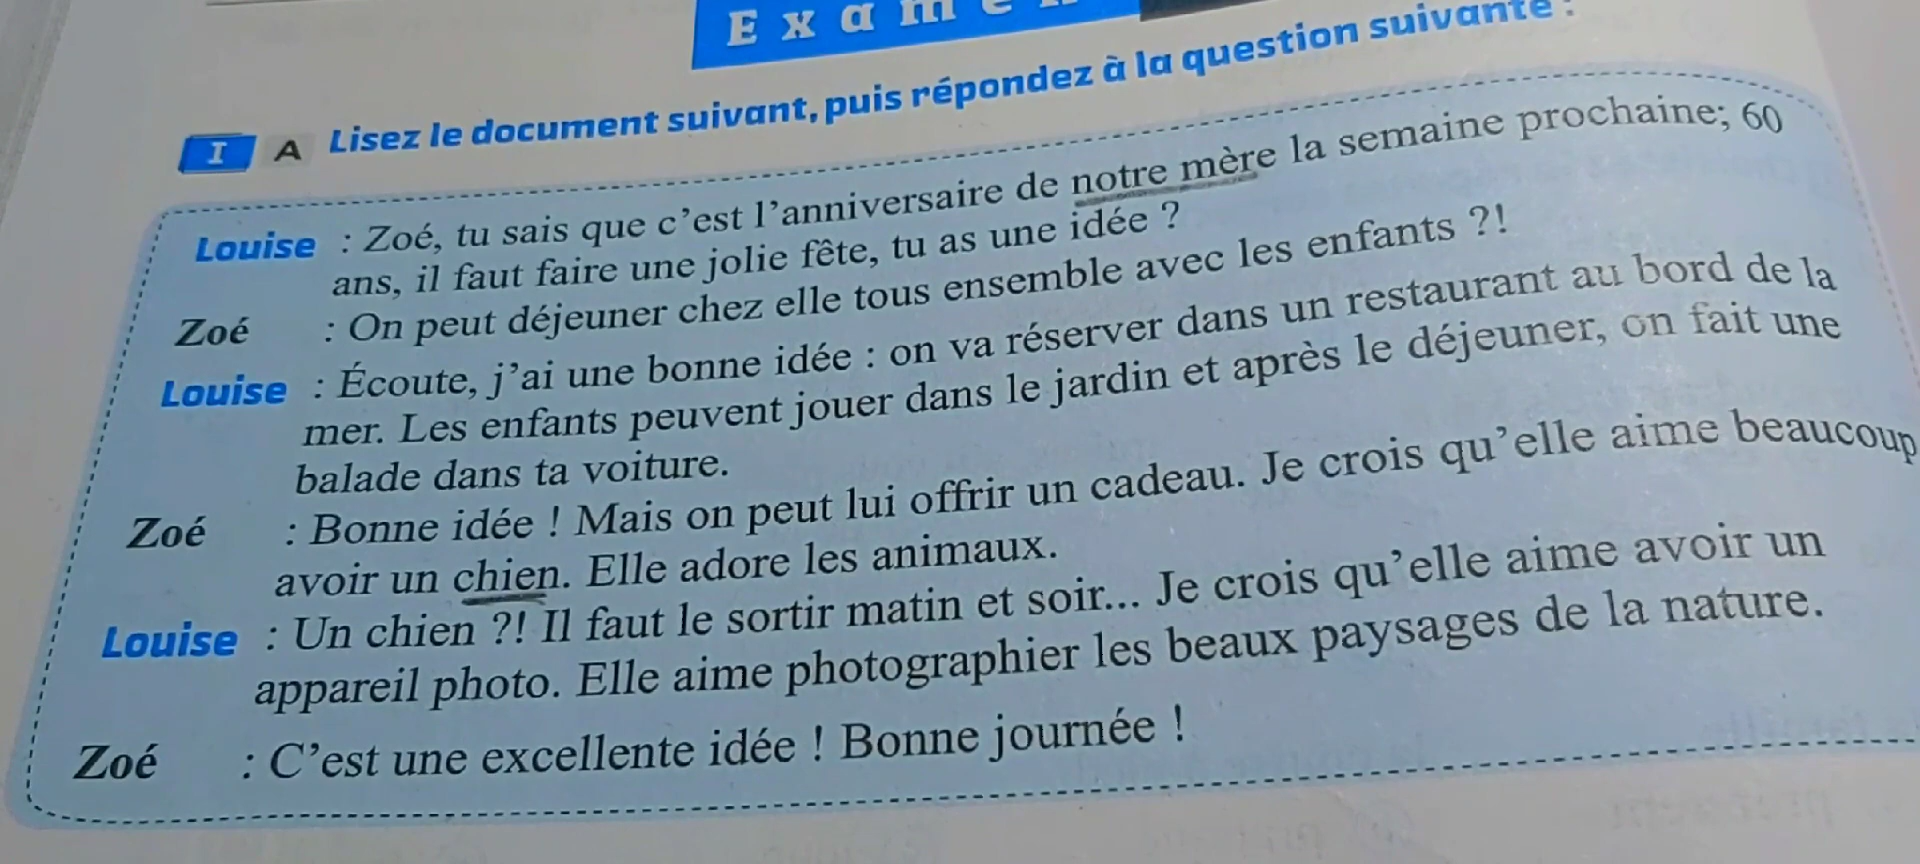 Examen
I A Lisez le document suivant, puis répondez à la question suivante :
Louise : Zoé, tu sais que c'est l'anniversaire de notre mère la semaine prochaine; 60
ans, il faut faire une jolie fête, tu as une idée ?
Zoé : On peut déjeuner chez elle tous ensemble avec les enfants ?!
Louise : Écoute, j'ai une bonne idée : on va réserver dans un restaurant au bord de la
mer. Les enfants peuvent jouer dans le jardin et après le déjeuner, on fait une
balade dans ta voiture.
Zoé : Bonne idée ! Mais on peut lui offrir un cadeau. Je crois qu'elle aime beaucoup
avoir un chien. Elle adore les animaux.
Louise : Un chien ?! Il faut le sortir matin et soir... Je crois qu'elle aime avoir un
appareil photo. Elle aime photographier les beaux paysages de la nature.
Zoé : C'est une excellente idée ! Bonne journée !